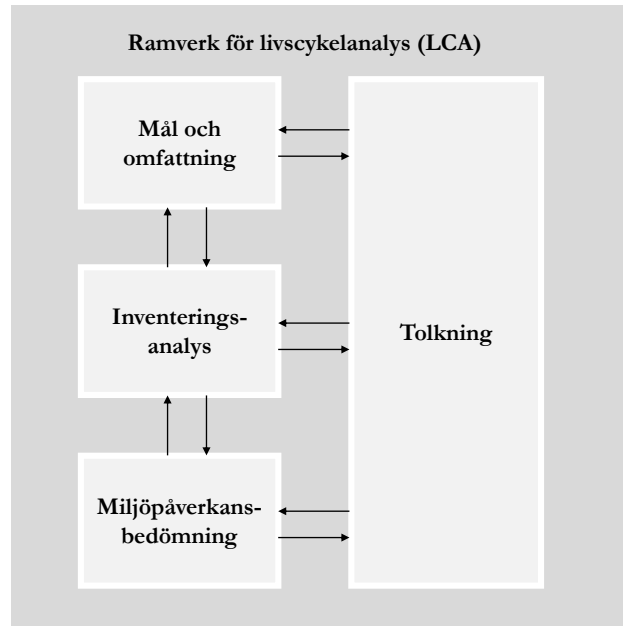 Ramverk för livscykelanalys (LCA)
Mål och
omfattning
Inventerings-
analys
Tolkning
Miljöpåverkans-
bedömning